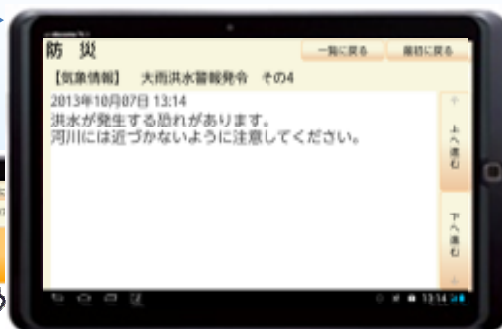 防 災
一覧に戻る
最初に戻る
【気象情報】 大雨洪水警報発令 その4
2013年10月07日 13:14
洪水が発生する恐れがあります。
河川には近づかないように注意してください。
上へ進む
下へ進む
13:14